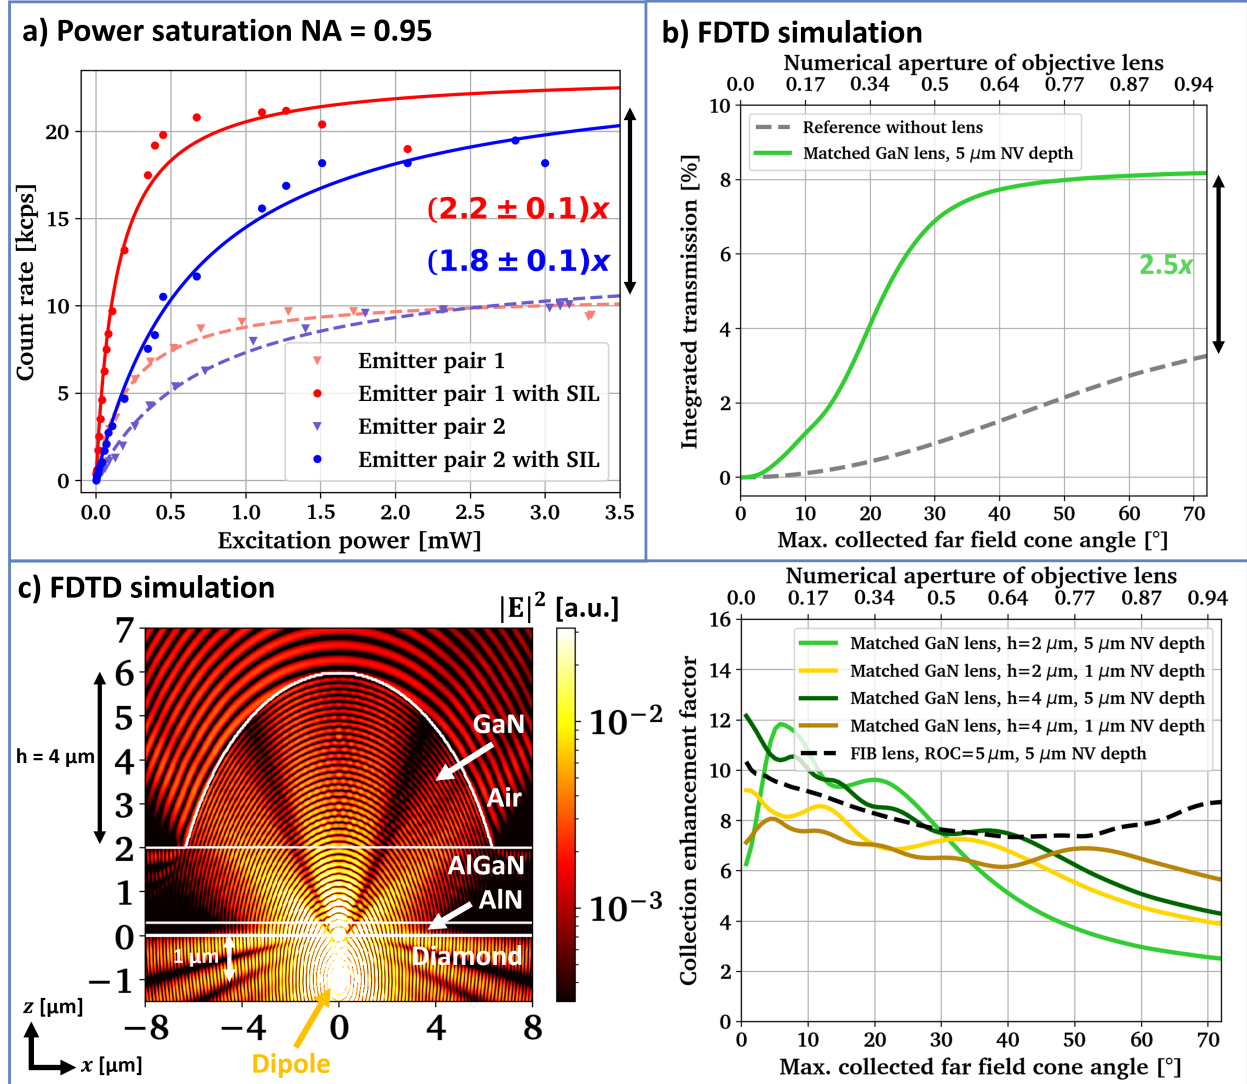 a) Power saturation NA = 0.95
Count rate [kcps]
20
15
10
5
0
(2.2 ± 0.1)x
(1.8 ± 0.1)x
Emitter pair 1
Emitter pair 1 with SIL
Emitter pair 2
Emitter pair 2 with SIL
0.0 0.5 1.0 1.5 2.0 2.5 3.0 3.5
Excitation power [mW]
b) FDTD simulation
Numerical aperture of objective lens
0.0 0.17 0.34 0.5 0.64 0.77 0.87 0.94
Integrated transmission [%]
10
8
6
4
2
0
Reference without lens
Matched GaN lens, 5 μm NV depth
2.5x
0 10 20 30 40 50 60 70
Max. collected far field cone angle [°]
c) FDTD simulation
|E|² [a.u.]
7
6
5
4
3
2
1
0
−1
h = 4 μm
GaN
Air
AlGaN
AlN
Diamond
1 μm
10⁻²
10⁻³
z [μm]
x [μm]
−8 −4 0 4 8
Dipole
Numerical aperture of objective lens
0.0 0.17 0.34 0.5 0.64 0.77 0.87 0.94
Collection enhancement factor
16
14
12
10
8
6
4
2
0
Matched GaN lens, h=2 μm, 5 μm NV depth
Matched GaN lens, h=2 μm, 1 μm NV depth
Matched GaN lens, h=4 μm, 5 μm NV depth
Matched GaN lens, h=4 μm, 1 μm NV depth
FIB lens, ROC=5 μm, 5 μm NV depth
0 10 20 30 40 50 60 70
Max. collected far field cone angle [°]